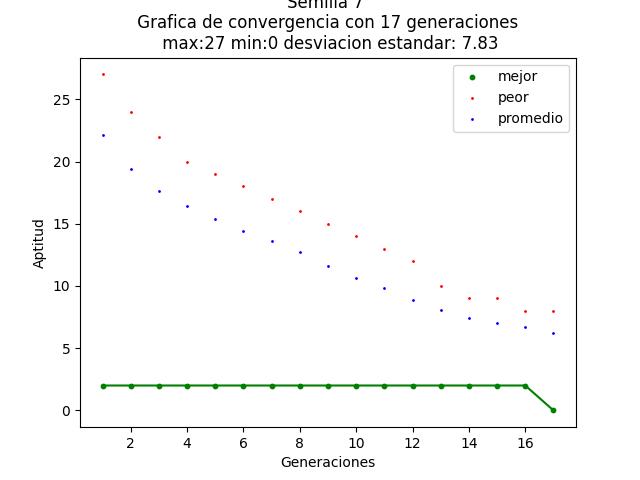 Semilla 7
Grafica de convergencia con 17 generaciones
max:27 min:0 desviacion estandar: 7.83
mejor
peor
promedio
25
20
15
10
5
0
Aptitud
2 4 6 8 10 12 14 16
Generaciones